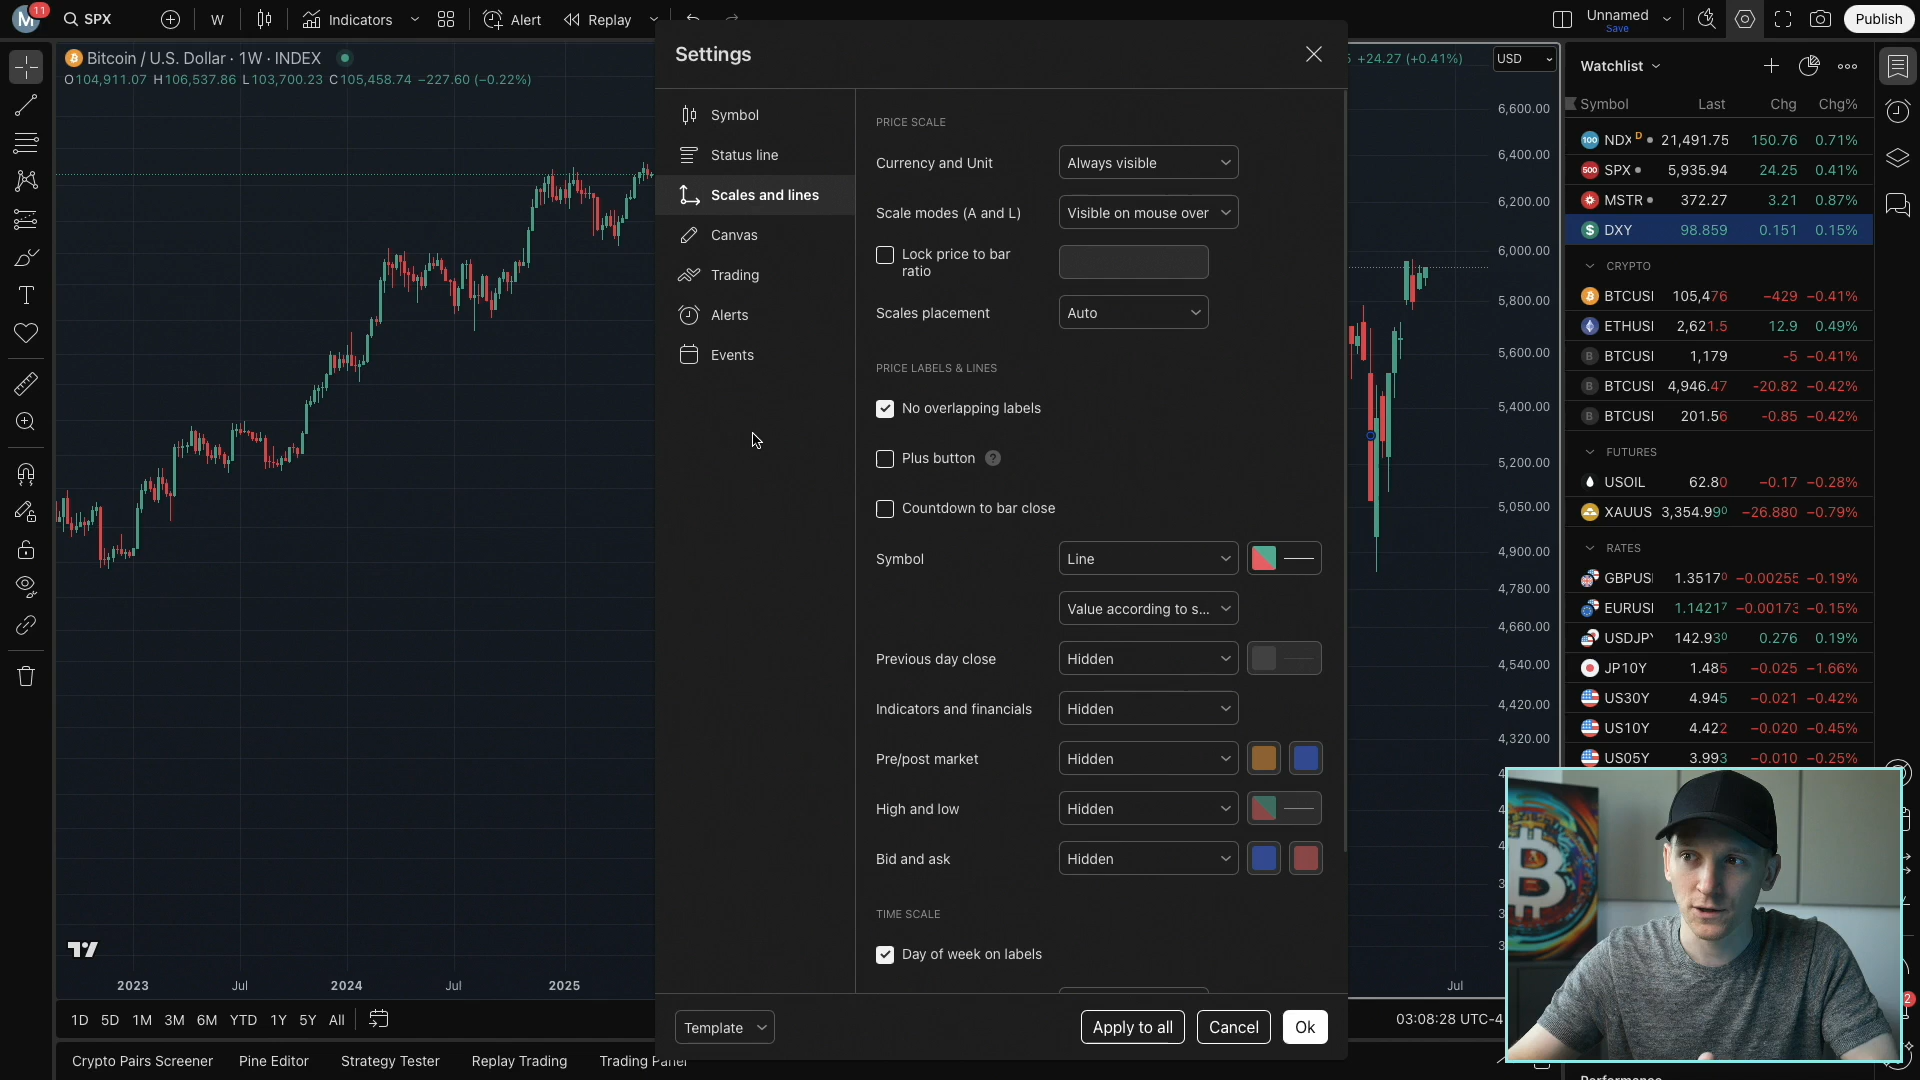 M
11
SPX
W
Indicators
Alert
Replay
Unnamed
Save
Publish
Bitcoin / U.S. Dollar · 1W · INDEX
O104,911.07 H106,537.86 L103,700.23 C105,458.74 −227.60 (−0.22%)
+24.27 (+0.41%)
USD
Settings
Symbol
Status line
Scales and lines
Canvas
Trading
Alerts
Events
PRICE SCALE
Currency and Unit
Always visible
Scale modes (A and L)
Visible on mouse over
Lock price to bar
ratio
Scales placement
Auto
PRICE LABELS & LINES
No overlapping labels
Plus button ?
Countdown to bar close
Symbol
Line
Value according to s...
Previous day close
Hidden
Indicators and financials
Hidden
Pre/post market
Hidden
High and low
Hidden
Bid and ask
Hidden
TIME SCALE
Day of week on labels
Template
Apply to all
Cancel
Ok
6,600.00
6,400.00
6,200.00
6,000.00
5,800.00
5,600.00
5,400.00
5,200.00
5,050.00
4,900.00
4,780.00
4,660.00
4,540.00
4,420.00
4,320.00
Watchlist
Symbol Last Chg Chg%
100 NDX D 21,491.75 150.76 0.71%
500 SPX 5,935.94 24.25 0.41%
MSTR 372.27 3.21 0.87%
DXY 98.859 0.151 0.15%
CRYPTO
BTCUSI 105,476 −429 −0.41%
ETHUSI 2,621.5 12.9 0.49%
BTCUSI 1,179 -5 −0.41%
BTCUSI 4,946.47 -20.82 −0.42%
BTCUSI 201.56 -0.85 −0.42%
FUTURES
USOIL 62.80 −0.17 −0.28%
XAUUS 3,354.990 −26.880 −0.79%
RATES
GBPUS 1.35170 −0.00255 −0.19%
EURUSI 1.14217 −0.00173 −0.15%
USDJP 142.930 0.276 0.19%
JP10Y 1.485 −0.025 −1.66%
US30Y 4.945 −0.021 −0.42%
US10Y 4.422 −0.020 −0.45%
US05Y 3.993 −0.010 −0.25%
2023 Jul 2024 Jul 2025
Jul
1D 5D 1M 3M 6M YTD 1Y 5Y All
03:08:28 UTC-4
Crypto Pairs Screener Pine Editor Strategy Tester Replay Trading Trading Panel
2